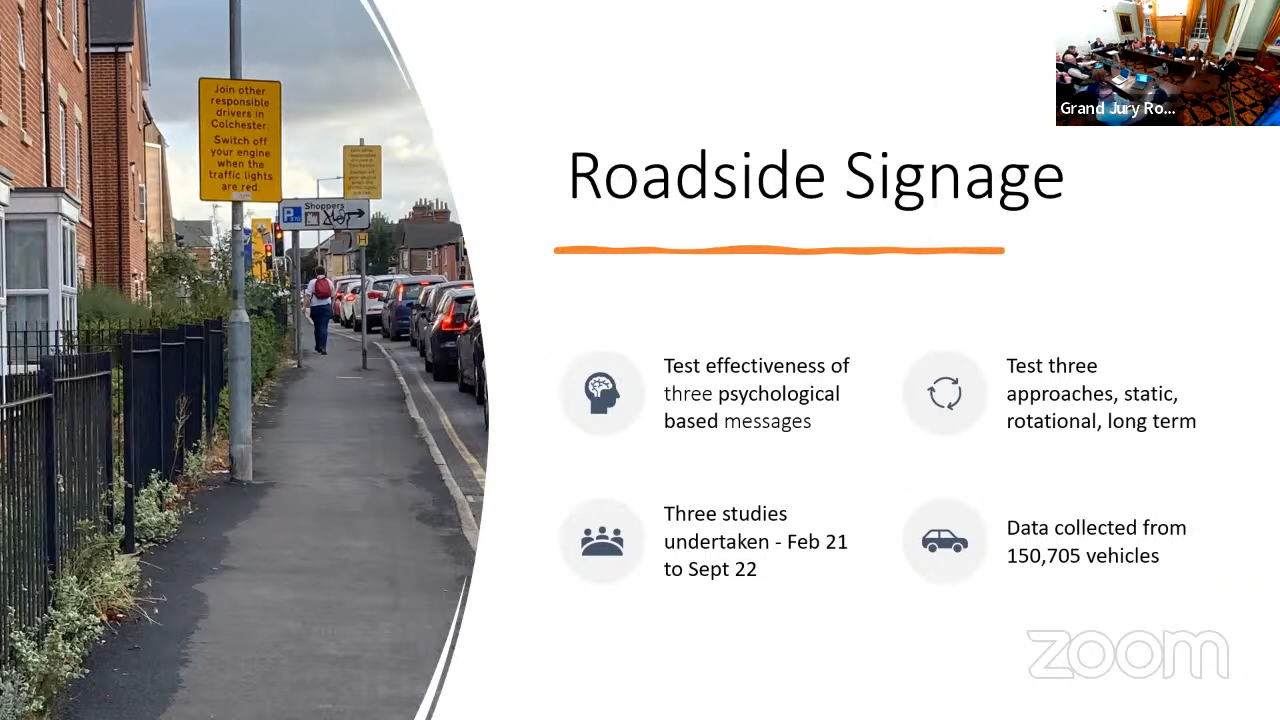 Join other
responsible
drivers in
Colchester.
Switch off
your engine
when the
traffic lights
are red.
P
Shoppers
H
Grand Jury Ro...
Roadside Signage
Test effectiveness of
three psychological
based messages
Test three
approaches, static,
rotational, long term
Three studies
undertaken - Feb 21
to Sept 22
Data collected from
150,705 vehicles
zoom